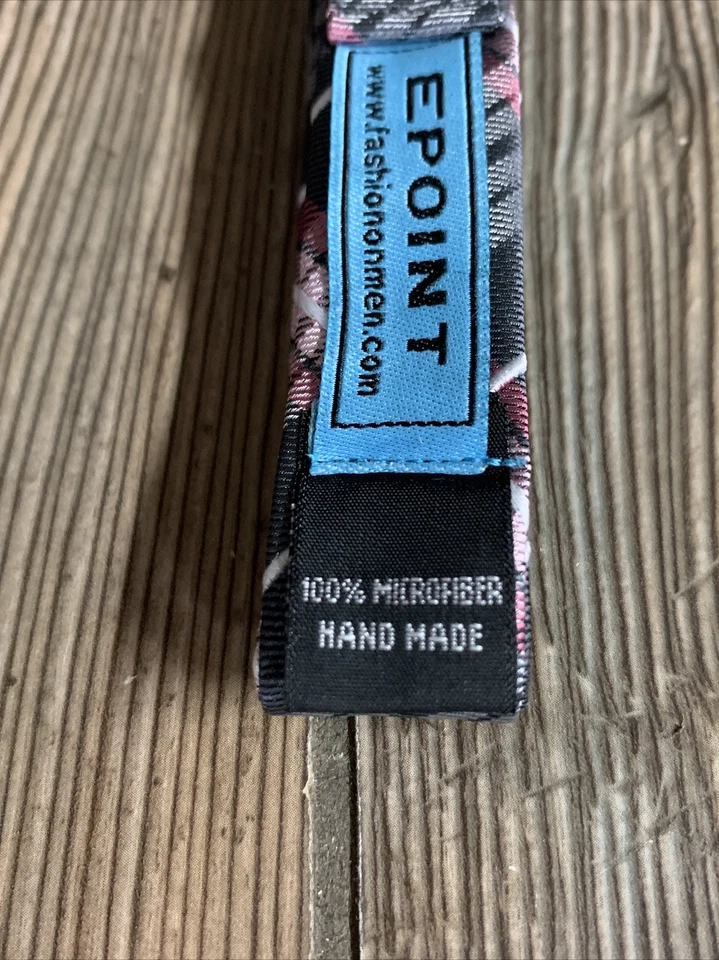 EPOINT
www.fashiononmen.com
100% MICROFIBER
HAND MADE